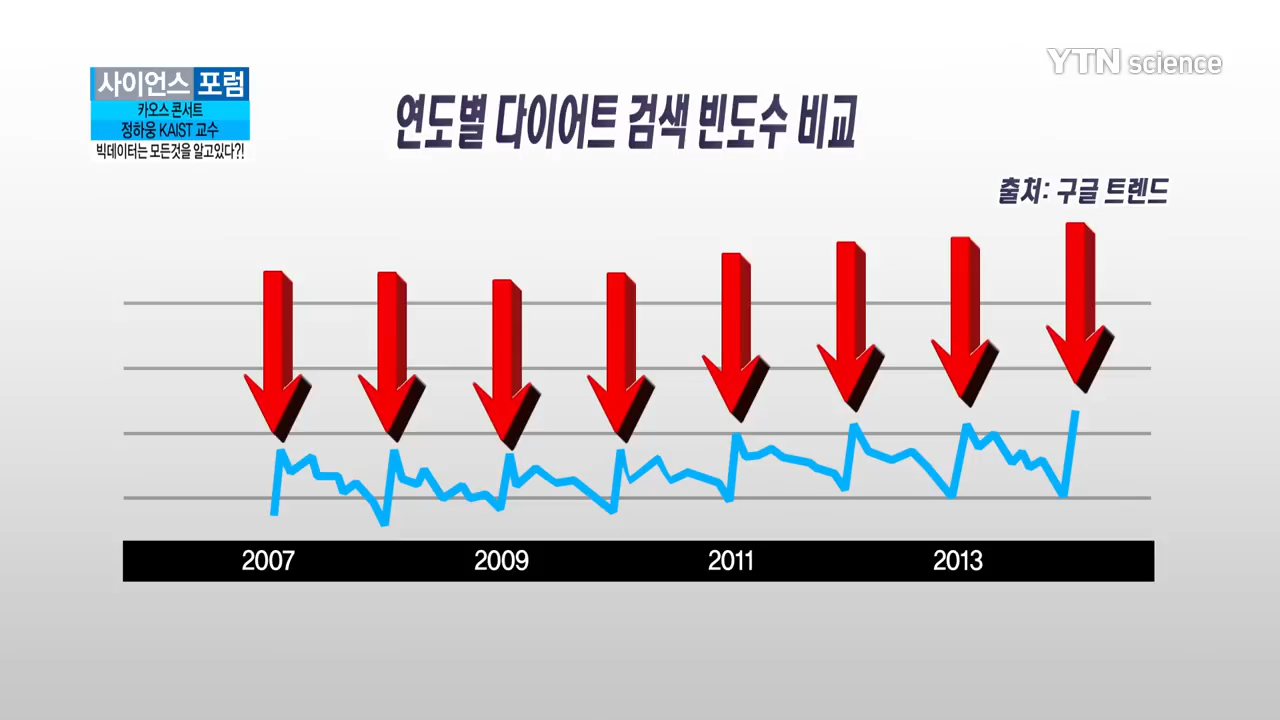 YTN science
사이언스 포럼
카오스 콘서트
정하웅 KAIST 교수
빅데이터는 모든것을 알고있다?!
연도별 다이어트 검색 빈도수 비교
출처: 구글 트렌드
2007 2009 2011 2013